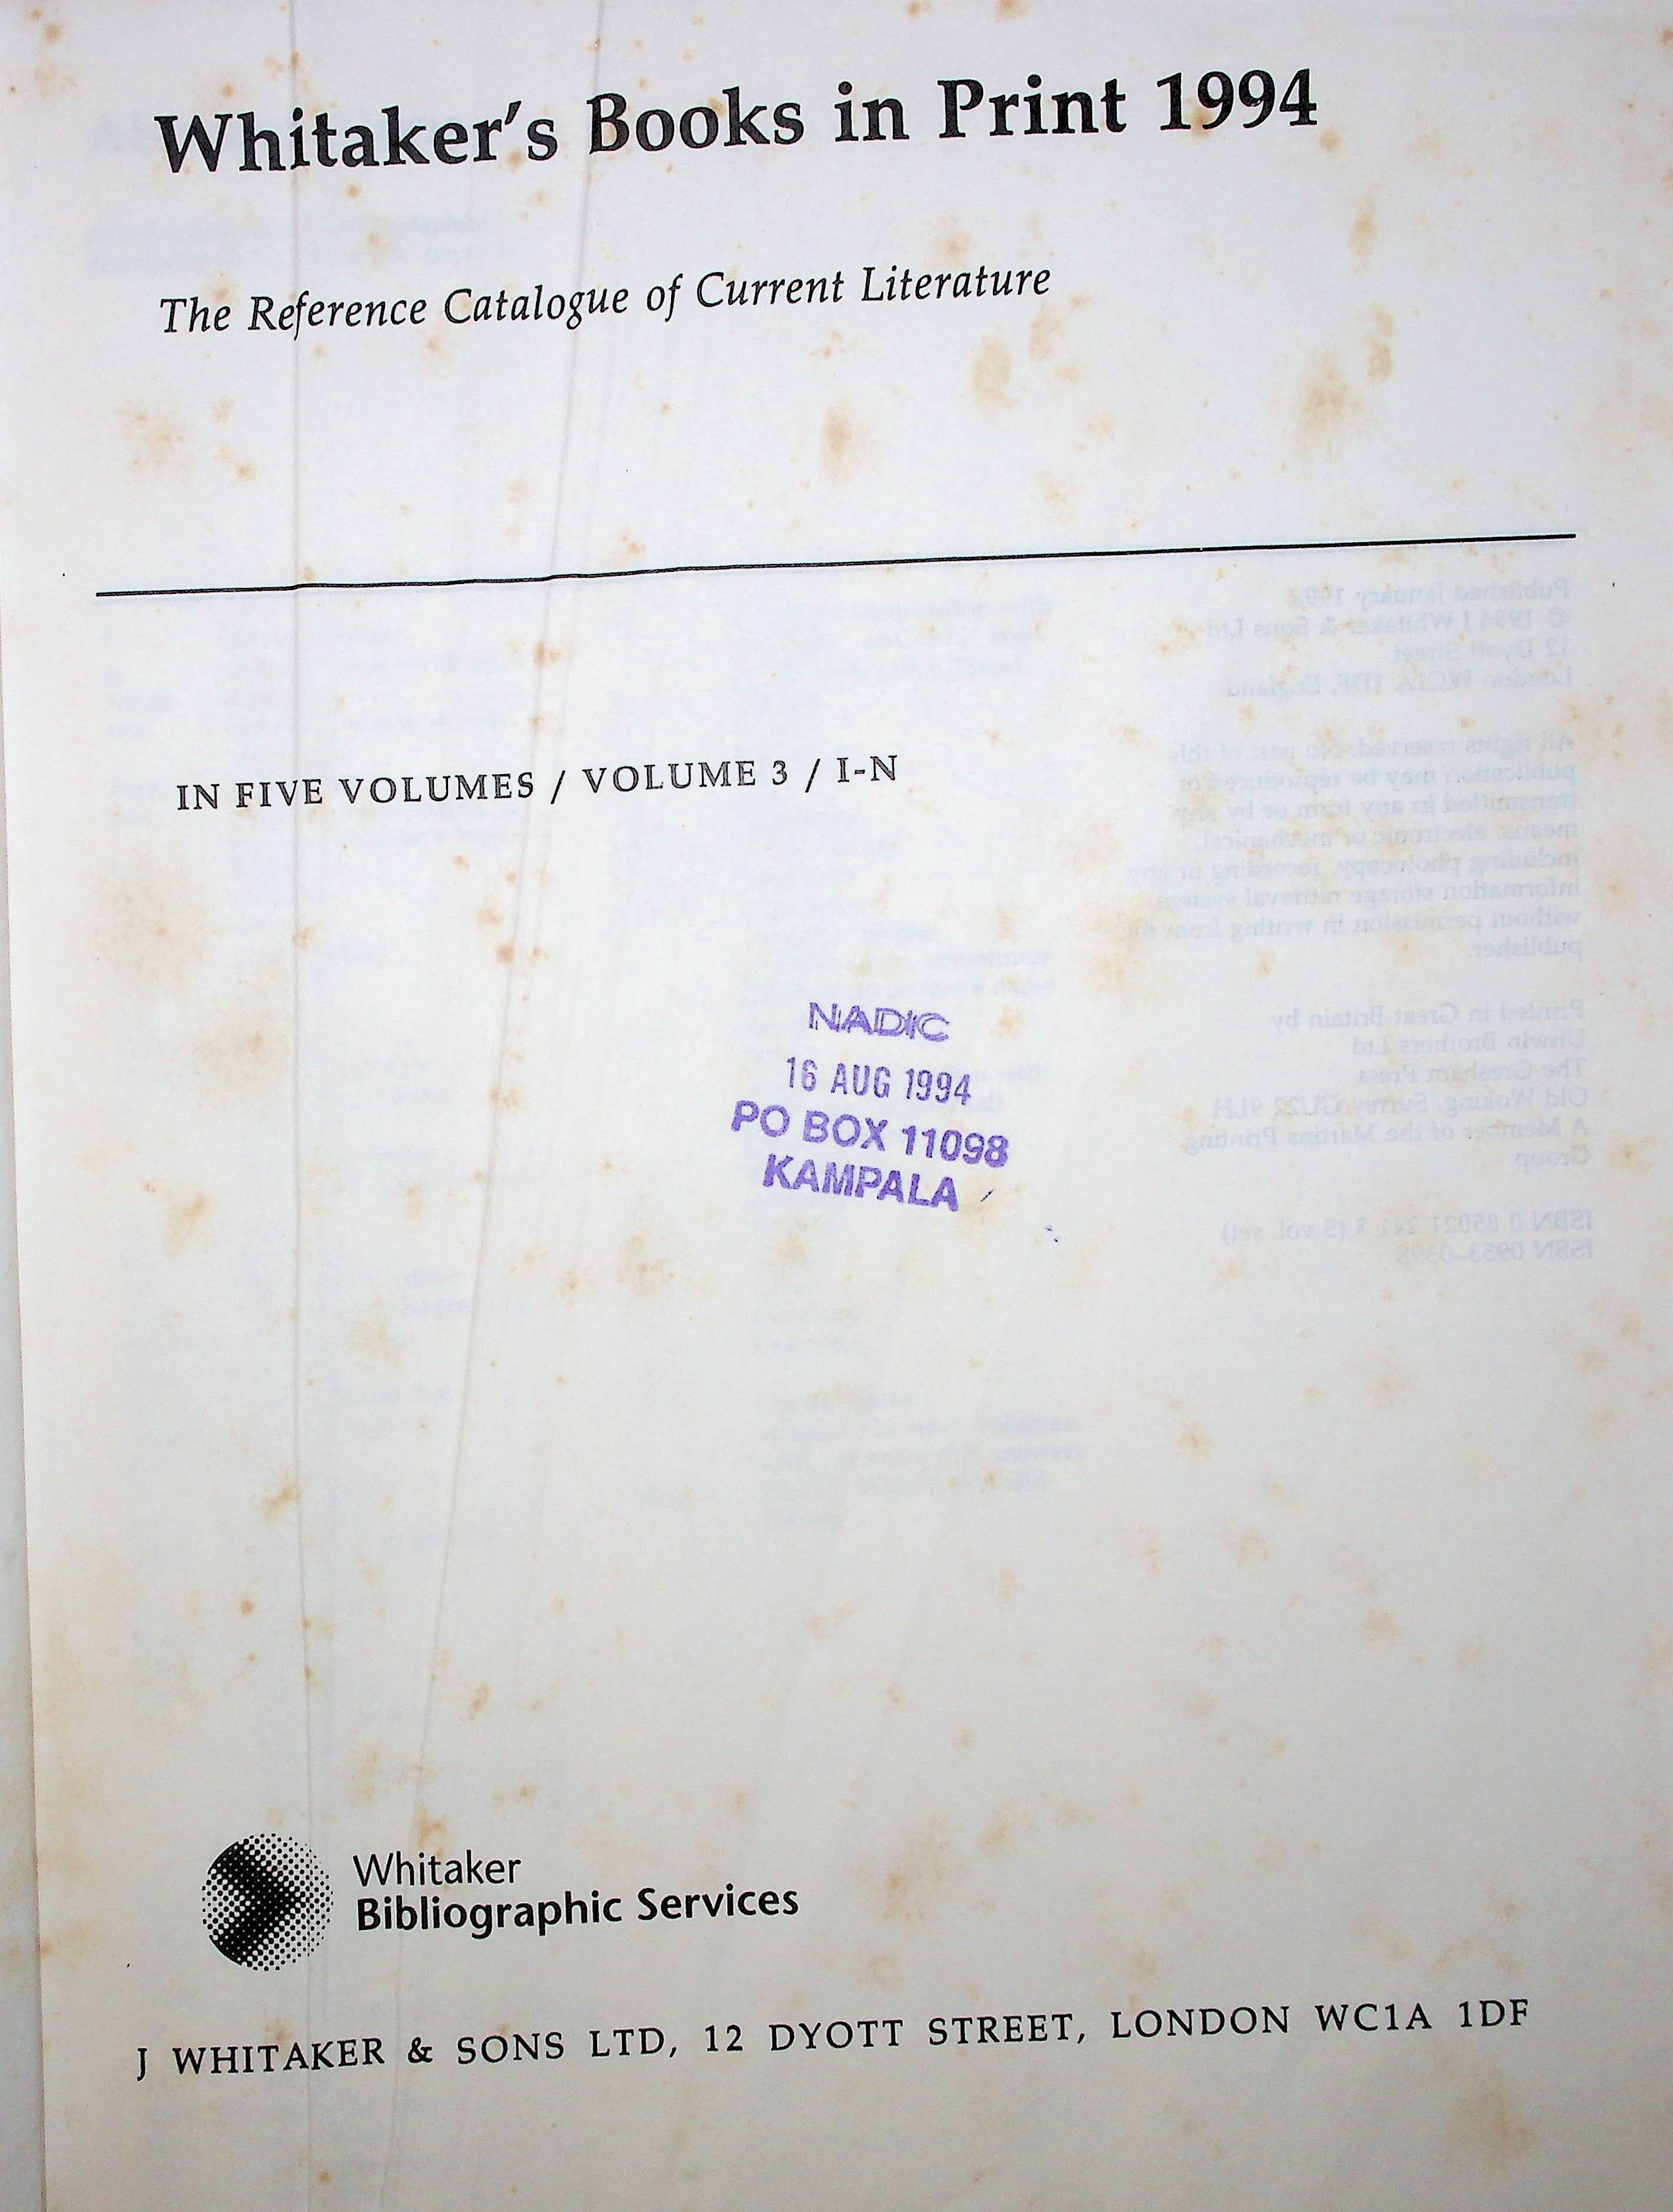 Whitaker's Books in Print 1994
The Reference Catalogue of Current Literature
IN FIVE VOLUMES / VOLUME 3 / I-N
NADIC
16 AUG 1994
PO BOX 11098
KAMPALA
Whitaker
Bibliographic Services
J WHITAKER & SONS LTD, 12 DYOTT STREET, LONDON WC1A 1DF